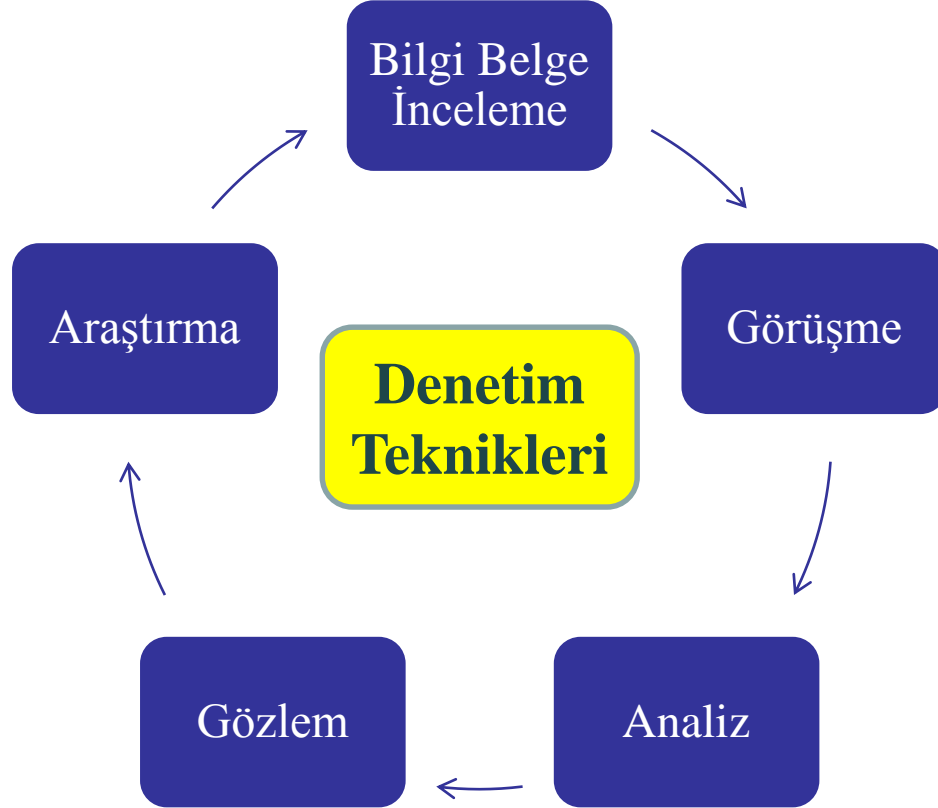 Bilgi Belge
İnceleme
Görüşme
Analiz
Gözlem
Araştırma
Denetim
Teknikleri